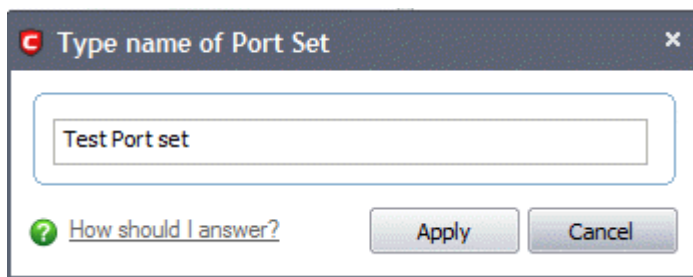 Type name of Port Set
Test Port set
How should I answer?
Apply
Cancel